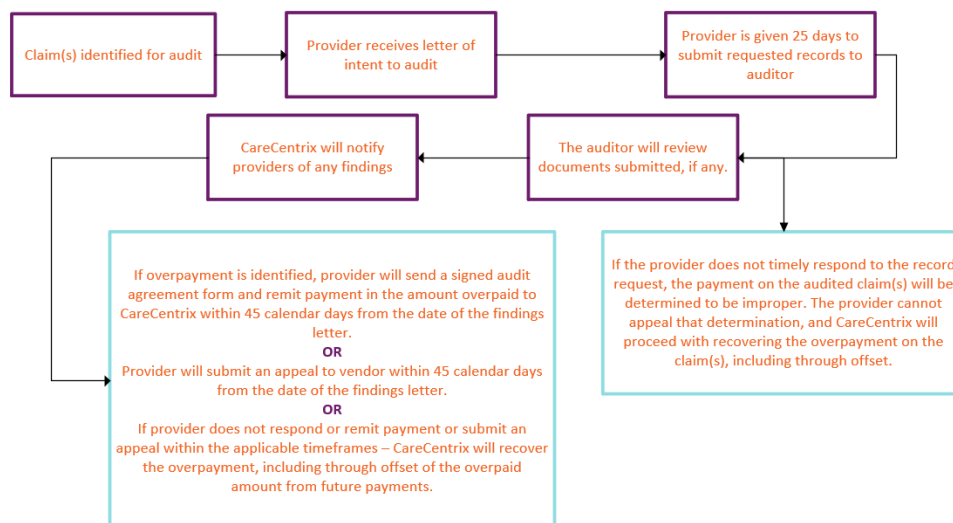 Claim(s) identified for audit
Provider receives letter of
intent to audit
Provider is given 25 days to
submit requested records to
auditor
CareCentrix will notify
providers of any findings
The auditor will review
documents submitted, if any.
If overpayment is identified, provider will send a signed audit
agreement form and remit payment in the amount overpaid to
CareCentrix within 45 calendar days from the date of the findings
letter.
OR
Provider will submit an appeal to vendor within 45 calendar days
from the date of the findings letter.
OR
If provider does not respond or remit payment or submit an
appeal within the applicable timeframes – CareCentrix will recover
the overpayment, including through offset of the overpaid
amount from future payments.
If the provider does not timely respond to the record
request, the payment on the audited claim(s) will be
determined to be improper. The provider cannot
appeal that determination, and CareCentrix will
proceed with recovering the overpayment on the
claim(s), including through offset.